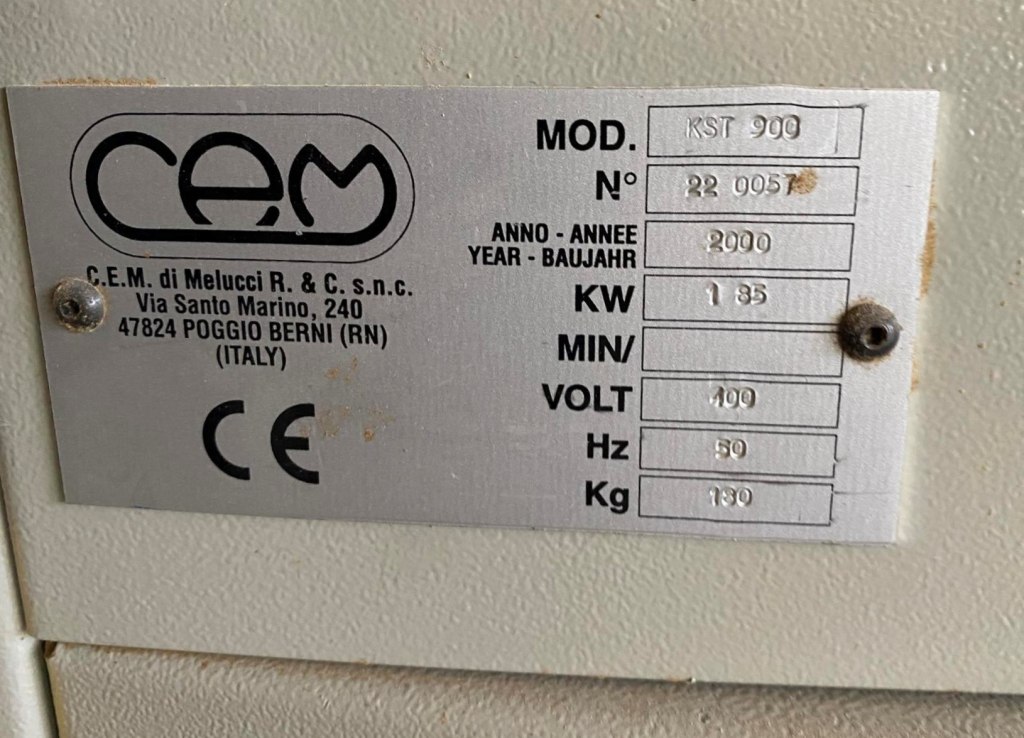 CEM
C.E.M. di Melucci R. & C. s.n.c.
Via Santo Marino, 240
47824 POGGIO BERNI (RN)
(ITALY)
CE
MOD. KST 900
N° 22 0057
ANNO - ANNEE
YEAR - BAUJAHR 2000
KW 1 85
MIN/
VOLT 400
Hz 50
Kg 180